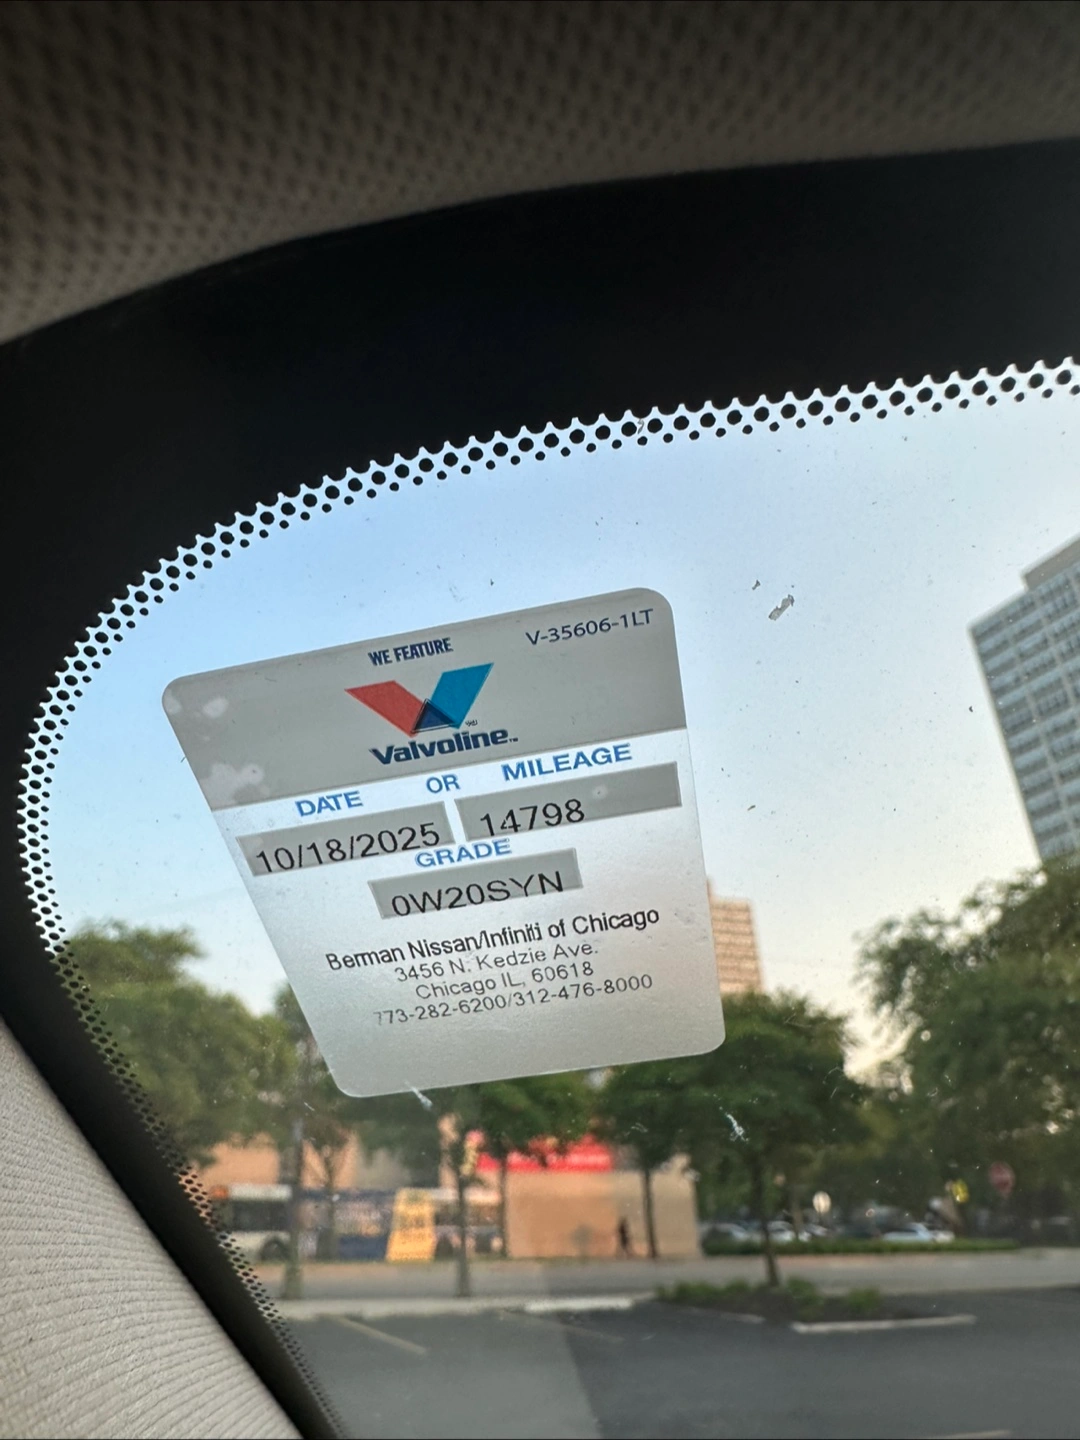 WE FEATURE
V-35606-1LT
Valvoline™
DATE OR MILEAGE
10/18/2025 14798
GRADE
0W20SYN
Berman Nissan/Infiniti of Chicago
3456 N. Kedzie Ave.
Chicago IL, 60618
773-282-6200/312-476-8000